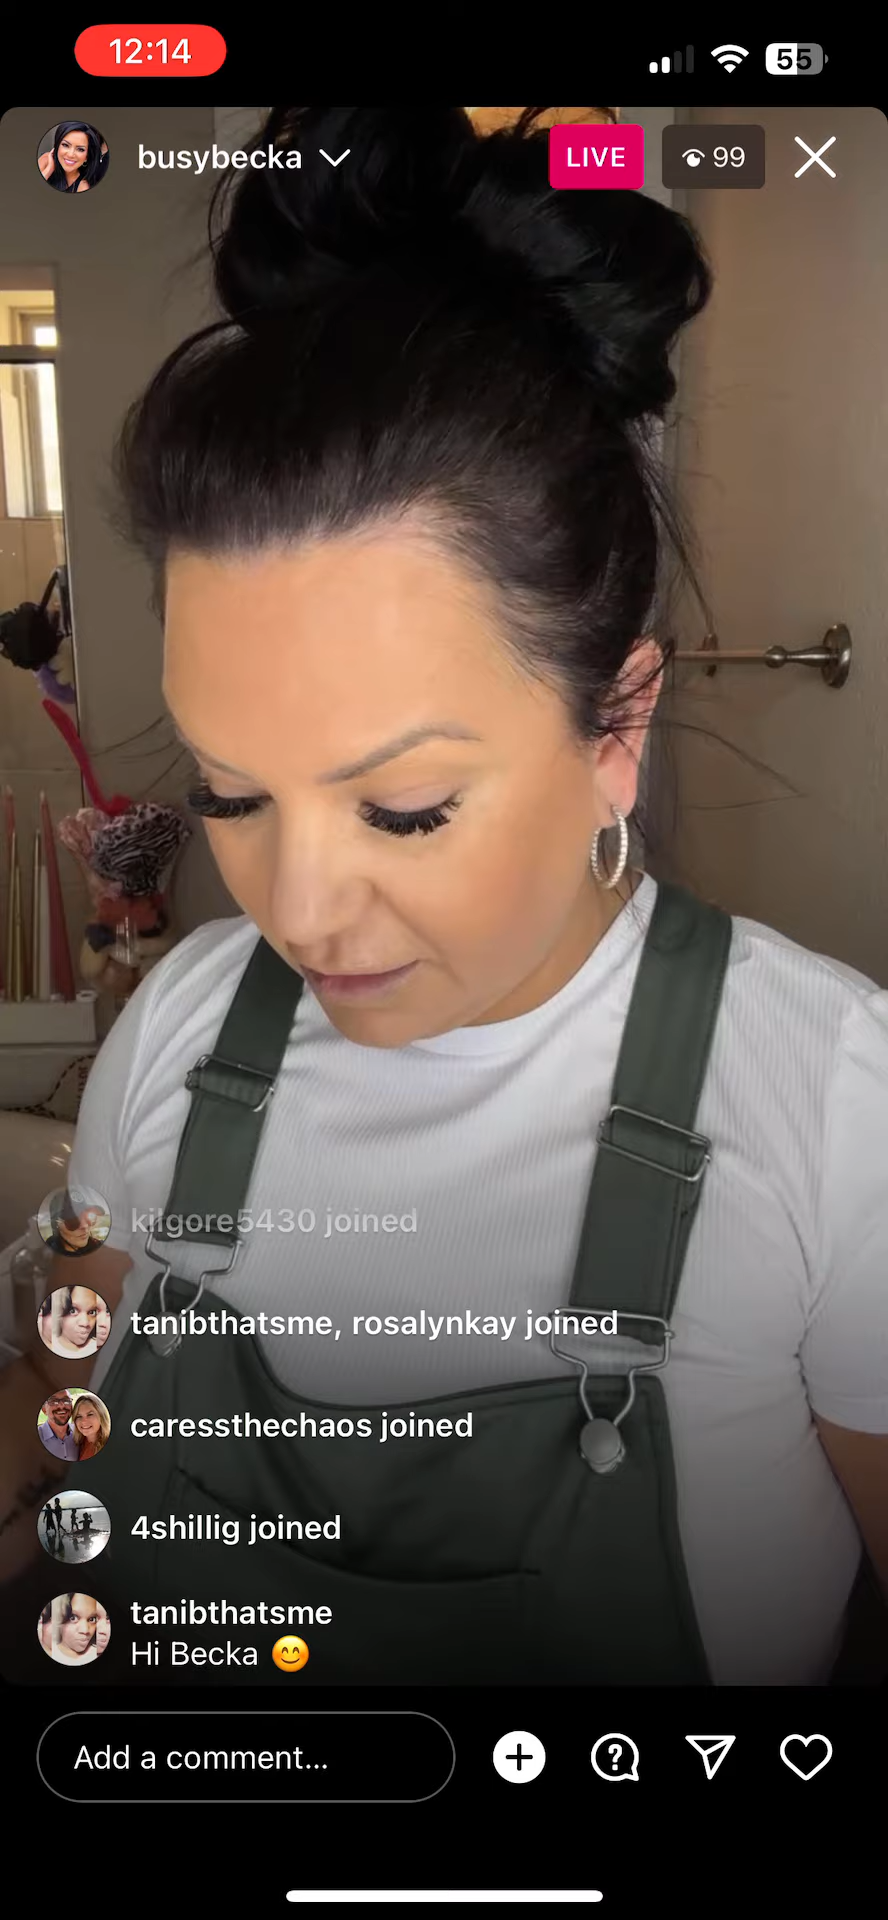 12:14
55
busybecka
LIVE
99
kilgore5430 joined
tanibthatsme, rosalynkay joined
caressthechaos joined
4shillig joined
tanibthatsme
Hi Becka 😊
Add a comment...